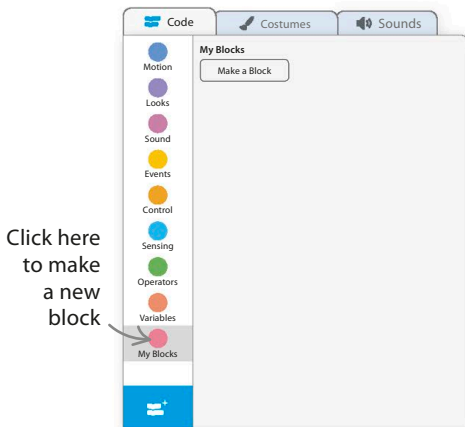 Code
Costumes
Sounds
My Blocks
Make a Block
Motion
Looks
Sound
Events
Control
Sensing
Operators
Variables
My Blocks
Click here
to make
a new
block